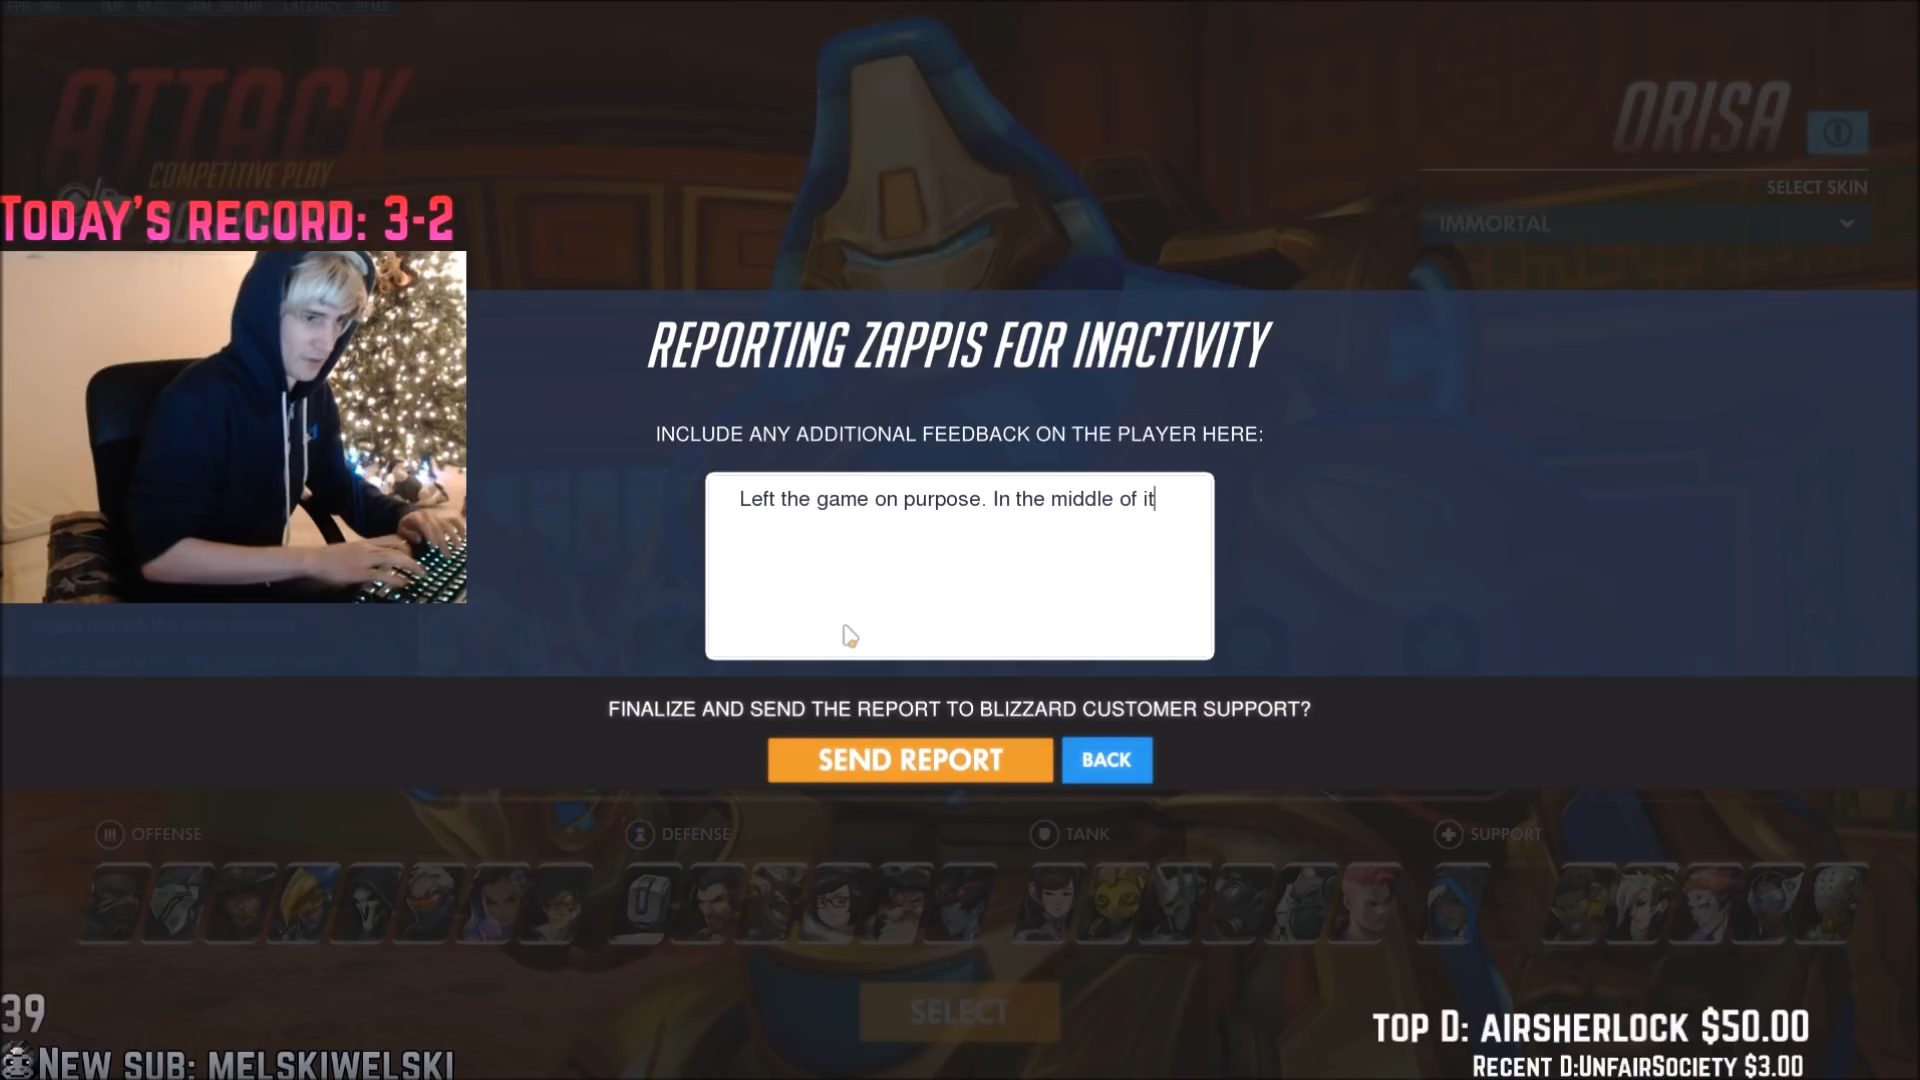 LATENCY: 29 MS
ATTACK
COMPETITIVE PLAY
ORISA
SELECT SKIN
IMMORTAL
TODAY'S RECORD: 3-2
REPORTING ZAPPIS FOR INACTIVITY
INCLUDE ANY ADDITIONAL FEEDBACK ON THE PLAYER HERE:
Left the game on purpose. In the middle of it
FINALIZE AND SEND THE REPORT TO BLIZZARD CUSTOMER SUPPORT?
SEND REPORT
BACK
OFFENSE
DEFENSE
TANK
SUPPORT
SELECT
39
NEW SUB: MELSKIWELSKI
TOP D: AIRSHERLOCK $50.00
RECENT D:UNFAIRSOCIETY $3.00